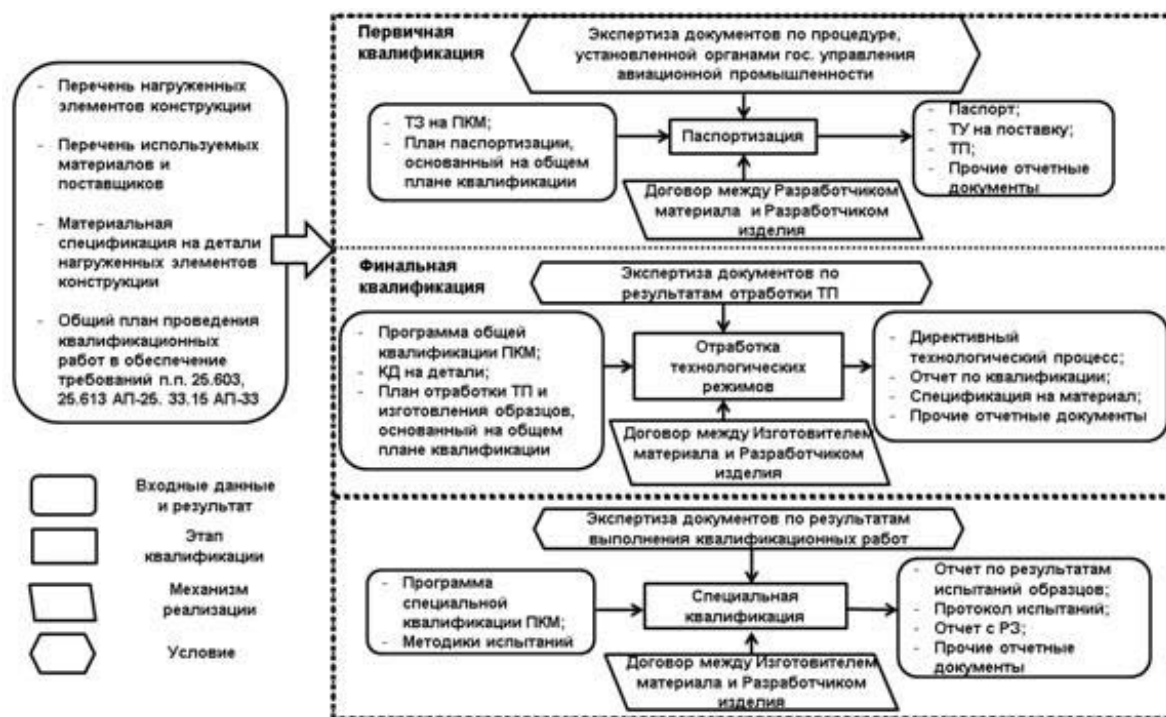 - Перечень нагруженных
элементов конструкции
- Перечень используемых
материалов и
поставщиков
- Материальная
спецификация на детали
нагруженных элементов
конструкции
- Общий план проведения
квалификационных
работ в обеспечение
требований п.п. 25.603,
25.613 АП-25. 33.15 АП-33
Входные данные
и результат
Этап
квалификации
Механизм
реализации
Условие
Первичная
квалификация
Экспертиза документов по процедуре,
установленной органами гос. управления
авиационной промышленности
- ТЗ на ПКМ;
- План паспортизации,
основанный на общем
плане квалификации
Паспортизация
- Паспорт;
- ТУ на поставку;
- ТП;
- Прочие отчетные
документы
Договор между Разработчиком
материала и Разработчиком
изделия
Финальная
квалификация
Экспертиза документов по
результатам отработки ТП
- Программа общей
квалификации ПКМ;
- КД на детали;
- План отработки ТП и
изготовления образцов,
основанный на общем
плане квалификации
Отработка
технологических
режимов
- Директивный
технологический процесс;
- Отчет по квалификации;
- Спецификация на материал;
- Прочие отчетные документы
Договор между Изготовителем
материала и Разработчиком
изделия
Экспертиза документов по результатам
выполнения квалификационных работ
- Программа
специальной
квалификации ПКМ;
- Методики испытаний
Специальная
квалификация
- Отчет по результатам
испытаний образцов;
- Протокол испытаний;
- Отчет с РЗ;
- Прочие отчетные
документы
Договор между Изготовителем
материала и Разработчиком
изделия